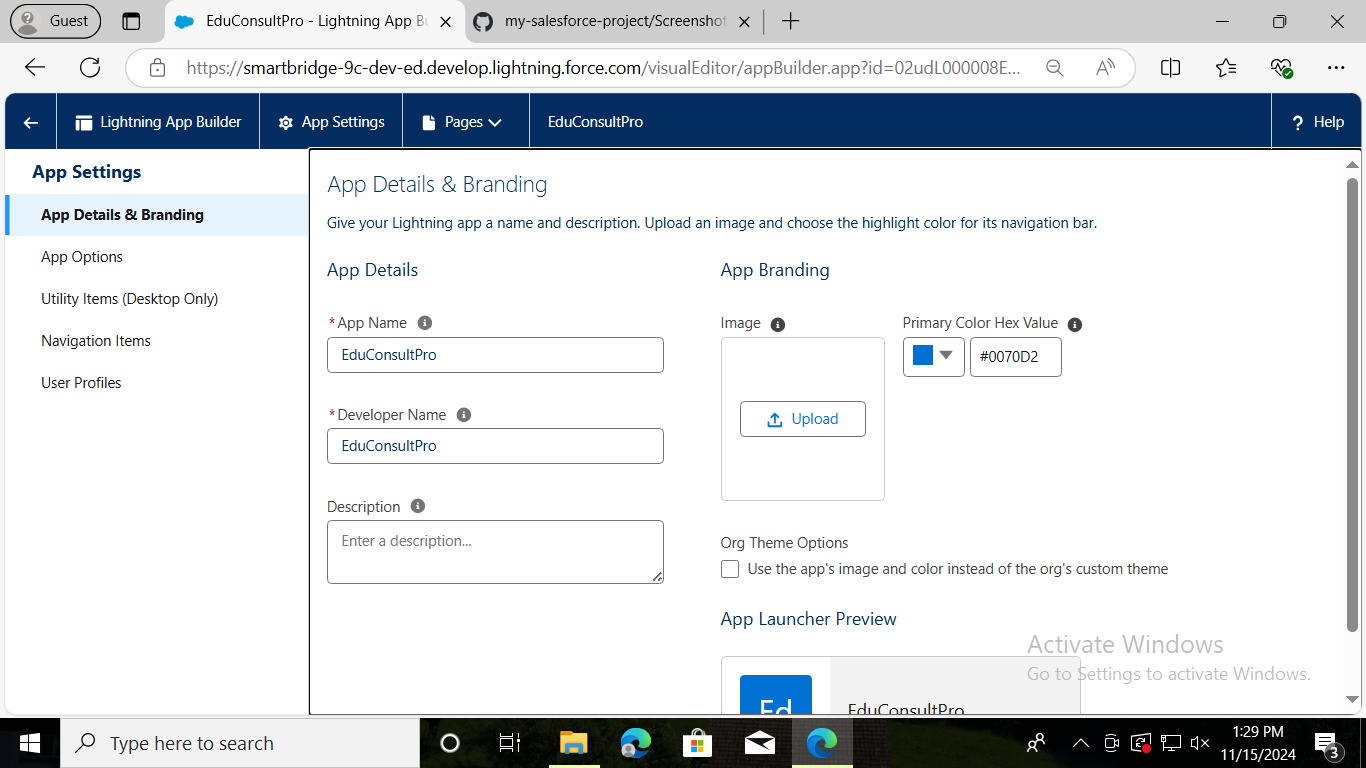 Guest
EduConsultPro - Lightning App Bu
my-salesforce-project/Screenshot
https://smartbridge-9c-dev-ed.develop.lightning.force.com/visualEditor/appBuilder.app?id=02udL000008E...
Lightning App Builder
App Settings
Pages
EduConsultPro
? Help
App Settings
App Details & Branding
App Options
Utility Items (Desktop Only)
Navigation Items
User Profiles
App Details & Branding
Give your Lightning app a name and description. Upload an image and choose the highlight color for its navigation bar.
App Details
*App Name
EduConsultPro
*Developer Name
EduConsultPro
Description
Enter a description...
App Branding
Image
Upload
Primary Color Hex Value
#0070D2
Org Theme Options
Use the app's image and color instead of the org's custom theme
App Launcher Preview
Ed
EduConsultPro
Activate Windows
Go to Settings to activate Windows.
Type here to search
1:29 PM
11/15/2024
3